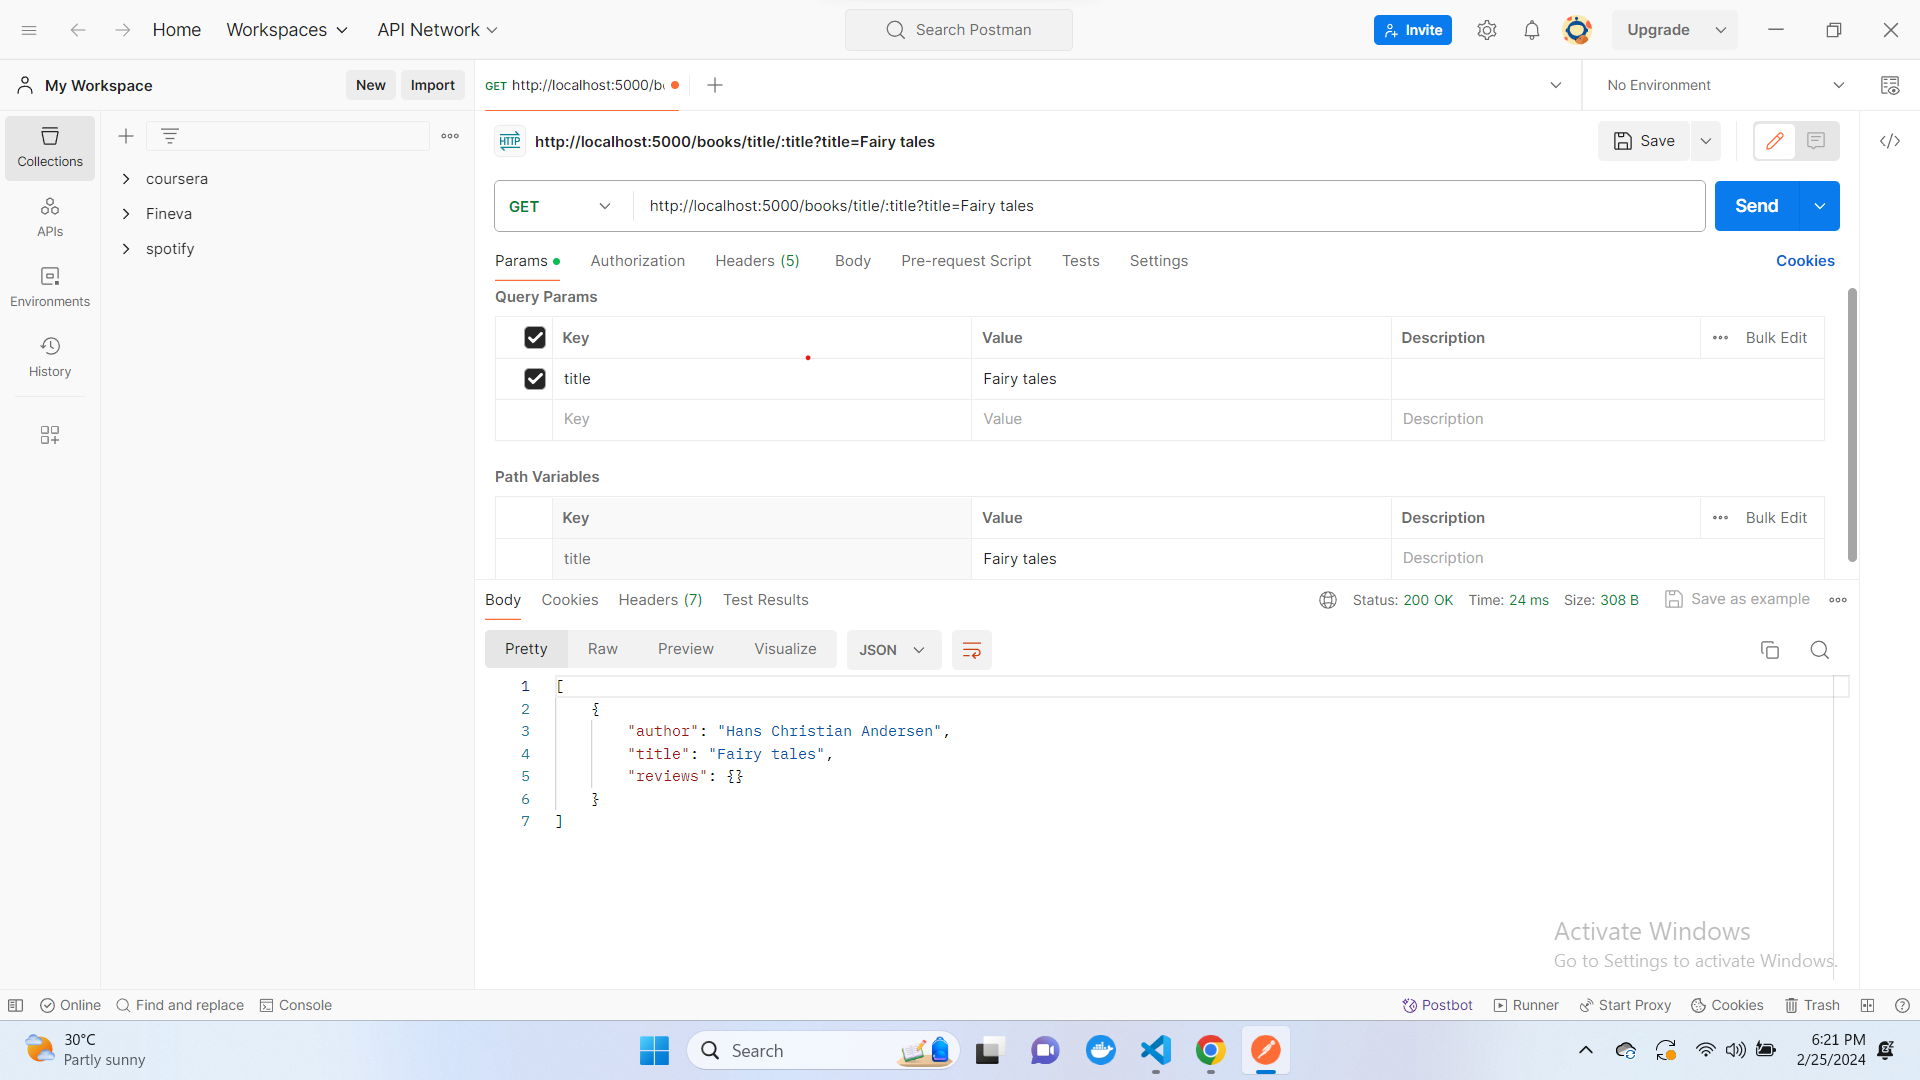 Home Workspaces API Network Search Postman Invite Upgrade
My Workspace New Import GET http://localhost:5000/b No Environment
Collections
APIs
Environments
History
coursera
Fineva
spotify
HTTP http://localhost:5000/books/title/:title?title=Fairy tales Save
GET http://localhost:5000/books/title/:title?title=Fairy tales Send
Params Authorization Headers (5) Body Pre-request Script Tests Settings Cookies
Query Params
Key Value Description Bulk Edit
title Fairy tales
Key Value Description
Path Variables
Key Value Description Bulk Edit
title Fairy tales Description
Body Cookies Headers (7) Test Results Status: 200 OK Time: 24 ms Size: 308 B Save as example
Pretty Raw Preview Visualize JSON
1 [
2 {
3 "author": "Hans Christian Andersen",
4 "title": "Fairy tales",
5 "reviews": {}
6 }
7 ]
Activate Windows
Go to Settings to activate Windows.
Online Find and replace Console Postbot Runner Start Proxy Cookies Trash
30°C
Partly sunny
Search
6:21 PM
2/25/2024